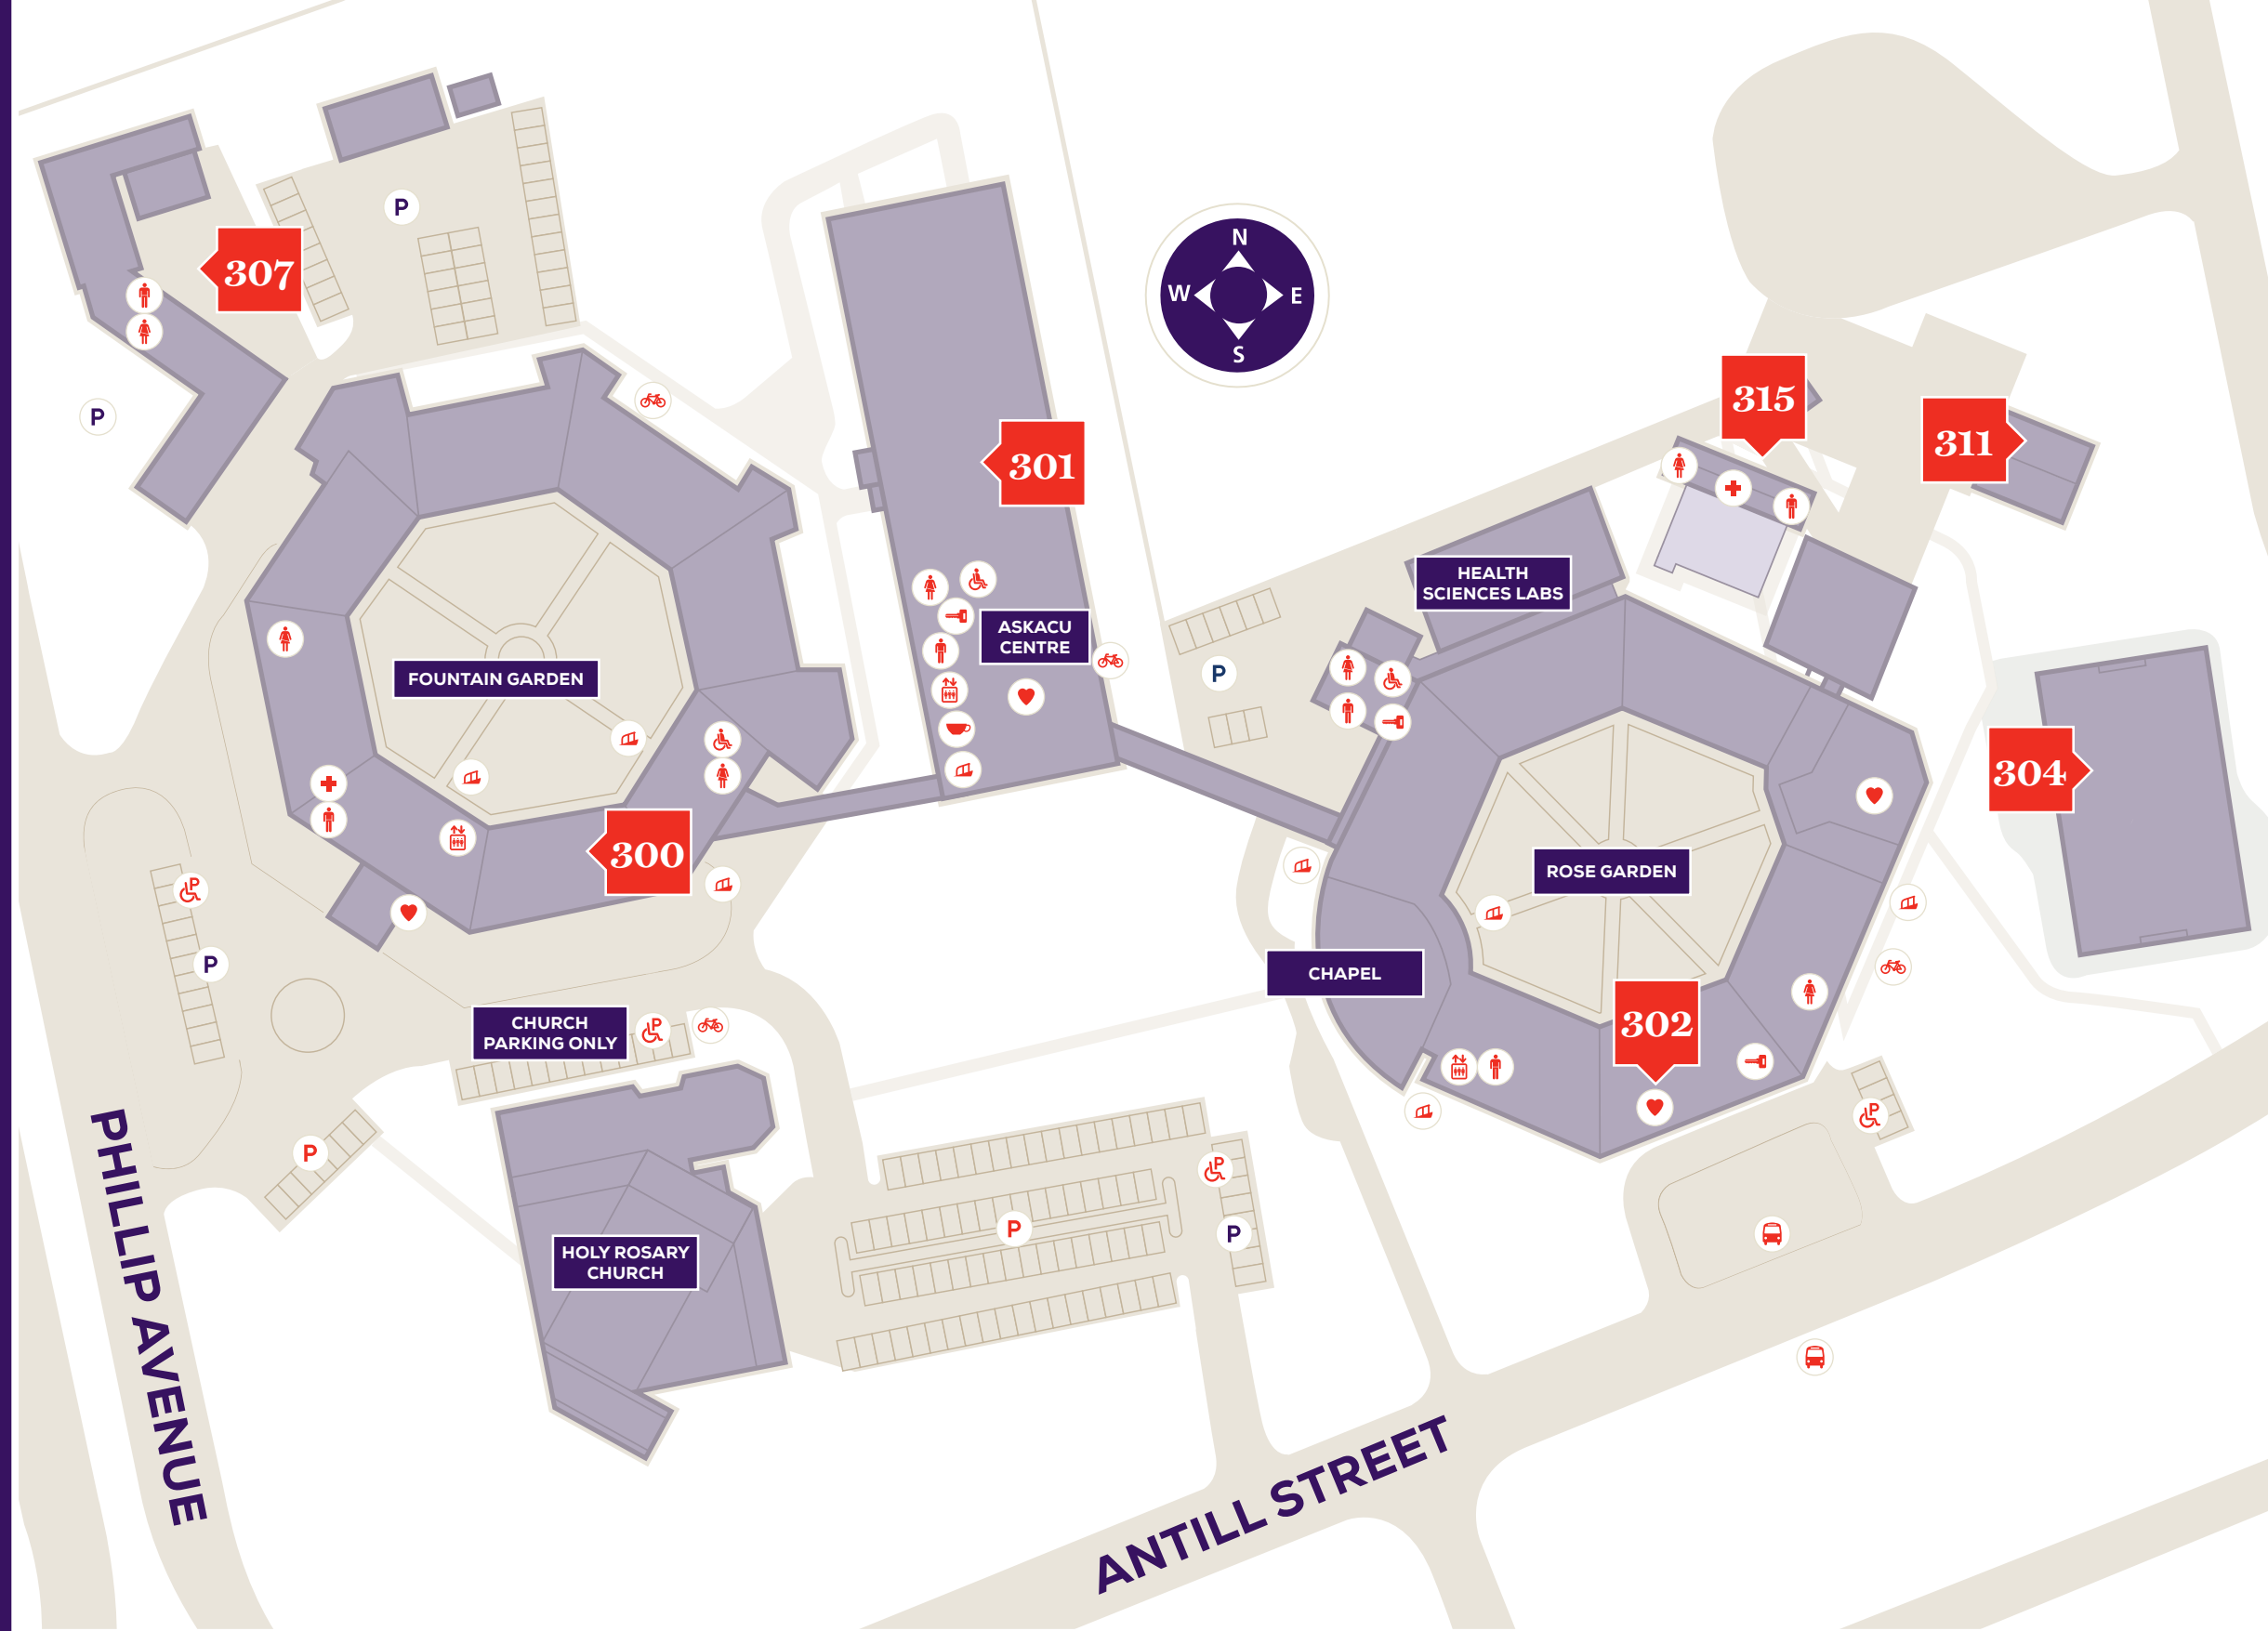 P
307
N
W
E
S
315
311
P
301
HEALTH
SCIENCES LABS
ASKACU
CENTRE
P
FOUNTAIN GARDEN
304
300
ROSE GARDEN
P
P
CHAPEL
302
CHURCH
PARKING ONLY
P
P
P
P
P
P
HOLY ROSARY
CHURCH
PHILLIP AVENUE
ANTILL STREET